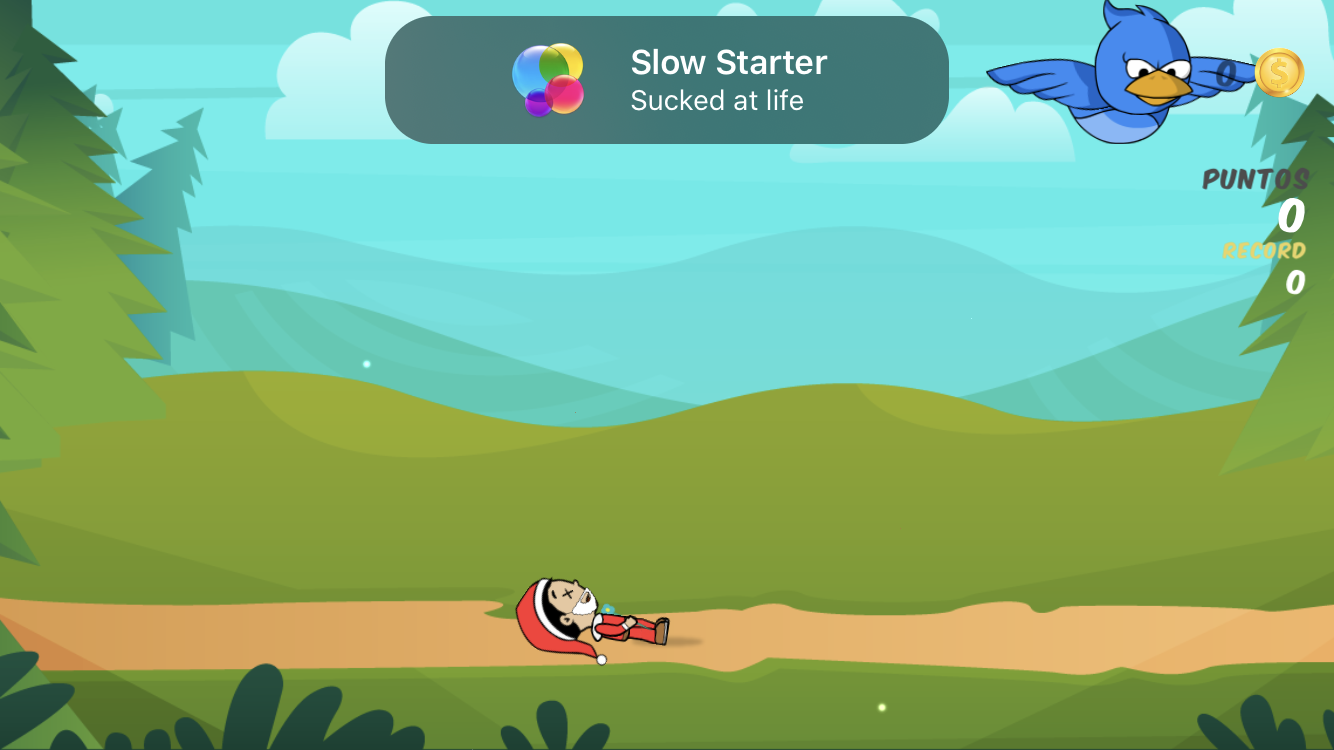 Slow Starter
Sucked at life
0
PUNTOS
0
RECORD
0